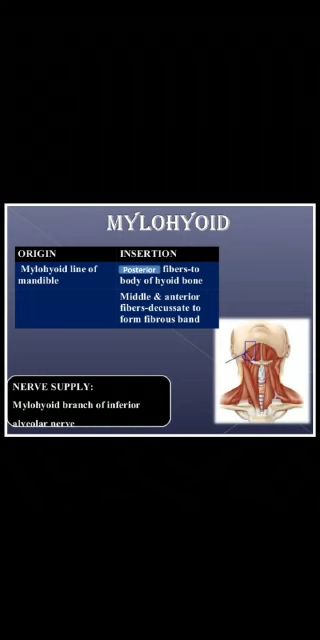 MYLOHYOID
ORIGIN INSERTION
Mylohyoid line of mandible
Posterior fibers-to
body of hyoid bone
Middle & anterior
fibers-decussate to
form fibrous band
NERVE SUPPLY:
Mylohyoid branch of inferior
alveolar nerve